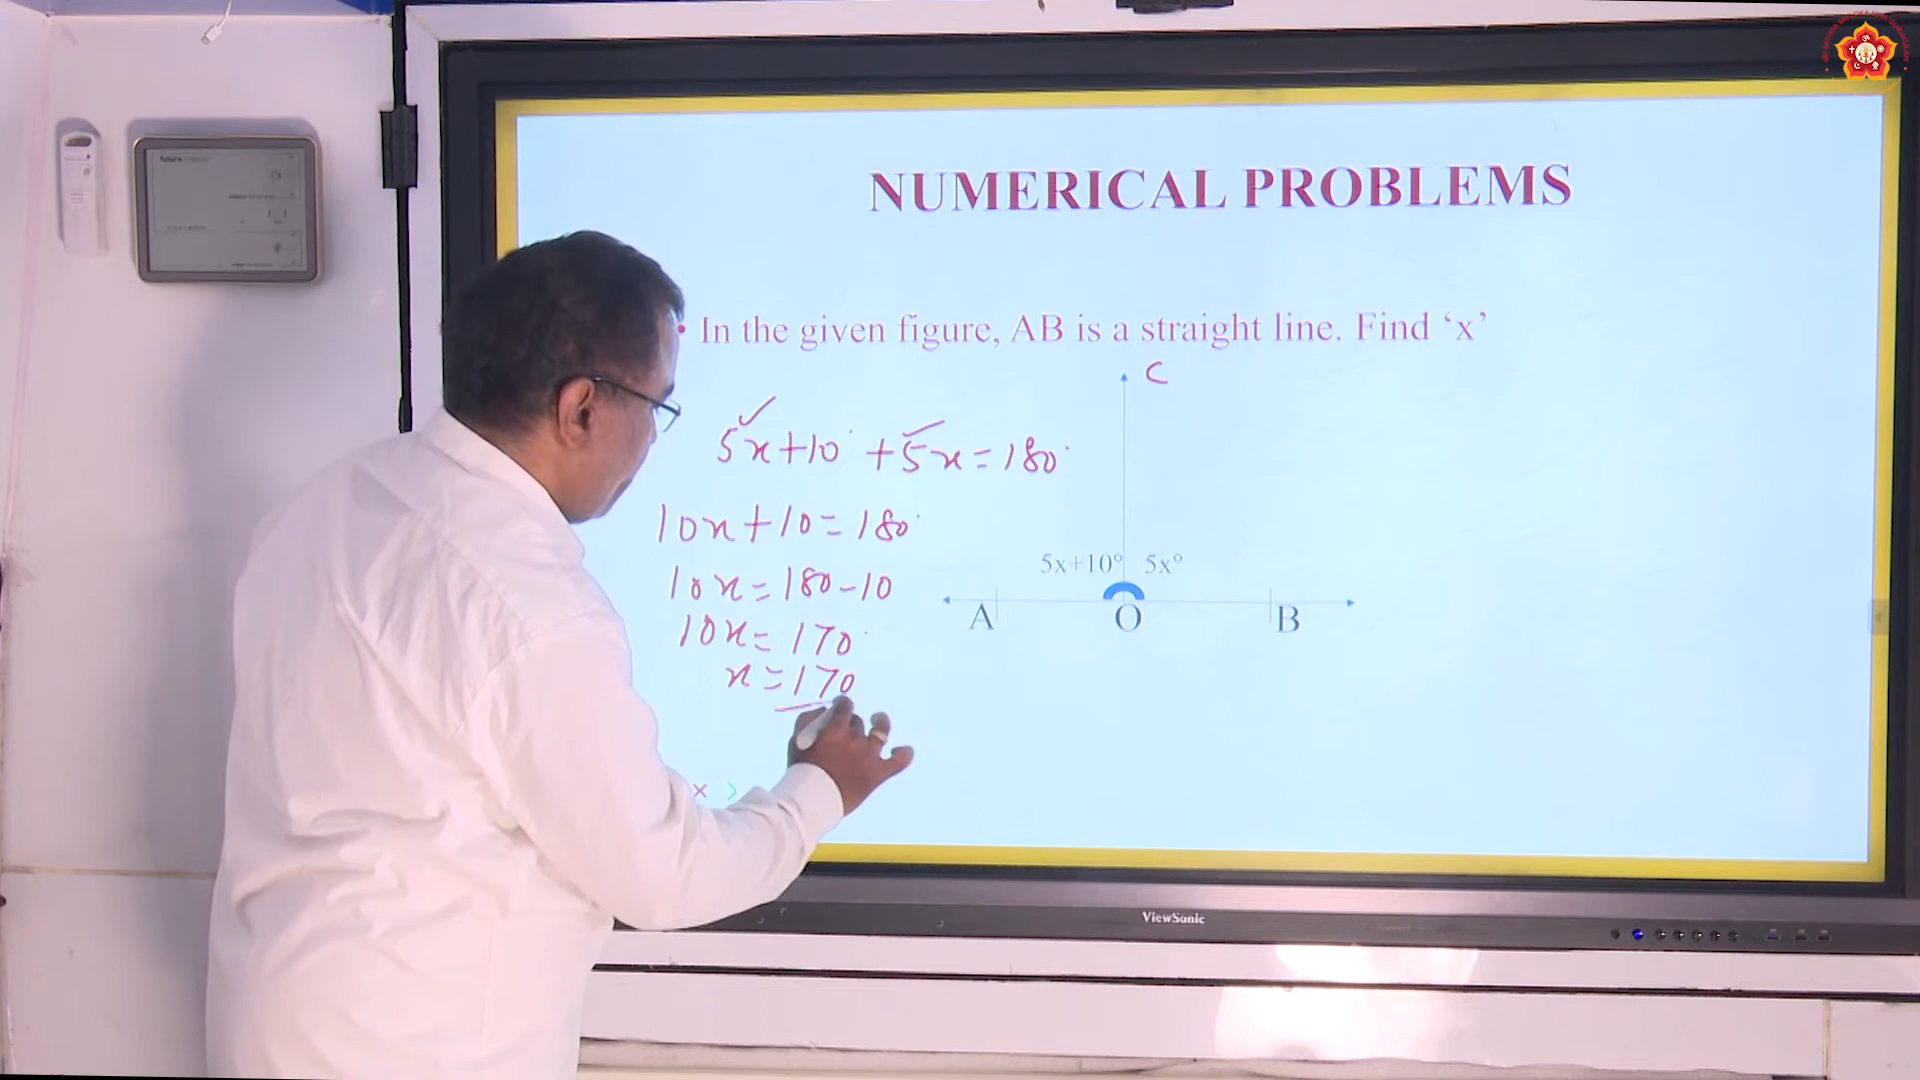 NUMERICAL PROBLEMS
• In the given figure, AB is a straight line. Find ‘x’
C
5x+10° + 5x = 180°
10x+10 = 180°
10x = 180-10
10x = 170°
x = 170
5x+10° 5x°
A O B
ViewSonic